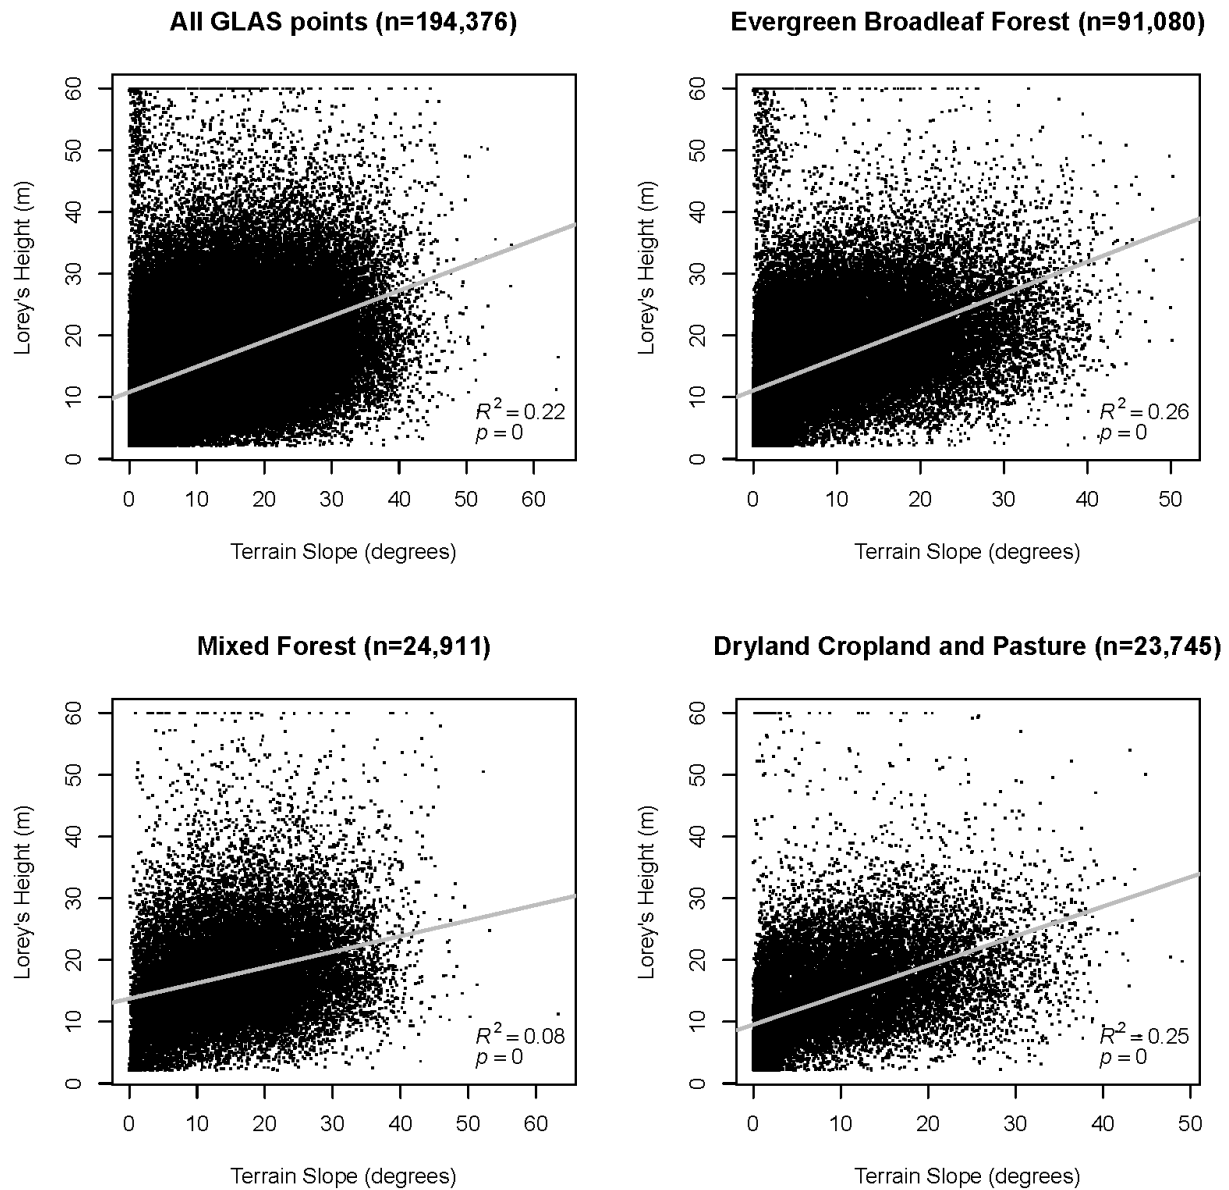 All GLAS points (n=194,376)
Lorey's Height (m)
60
50
40
30
20
10
0
R² = 0.22
p = 0
0 10 20 30 40 50 60
Terrain Slope (degrees)
Evergreen Broadleaf Forest (n=91,080)
Lorey's Height (m)
60
50
40
30
20
10
0
R² = 0.26
p = 0
0 10 20 30 40 50
Terrain Slope (degrees)
Mixed Forest (n=24,911)
Lorey's Height (m)
60
50
40
30
20
10
0
R² = 0.08
p = 0
0 10 20 30 40 50 60
Terrain Slope (degrees)
Dryland Cropland and Pasture (n=23,745)
Lorey's Height (m)
60
50
40
30
20
10
0
R² = 0.25
p = 0
0 10 20 30 40 50
Terrain Slope (degrees)